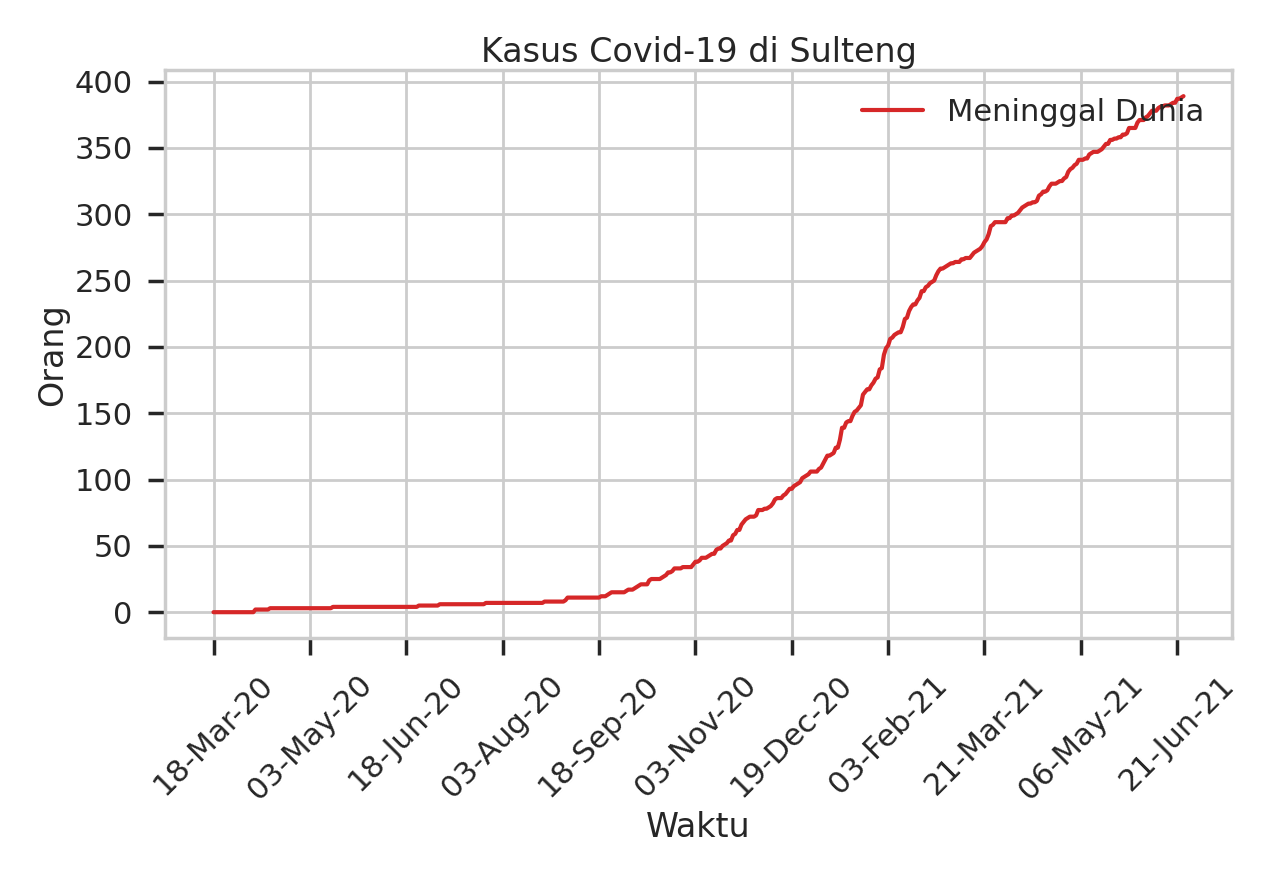 Kasus Covid-19 di Sulteng
Meninggal Dunia
Orang
400
350
300
250
200
150
100
50
0
18-Mar-20
03-May-20
18-Jun-20
03-Aug-20
18-Sep-20
03-Nov-20
19-Dec-20
03-Feb-21
21-Mar-21
06-May-21
21-Jun-21
Waktu